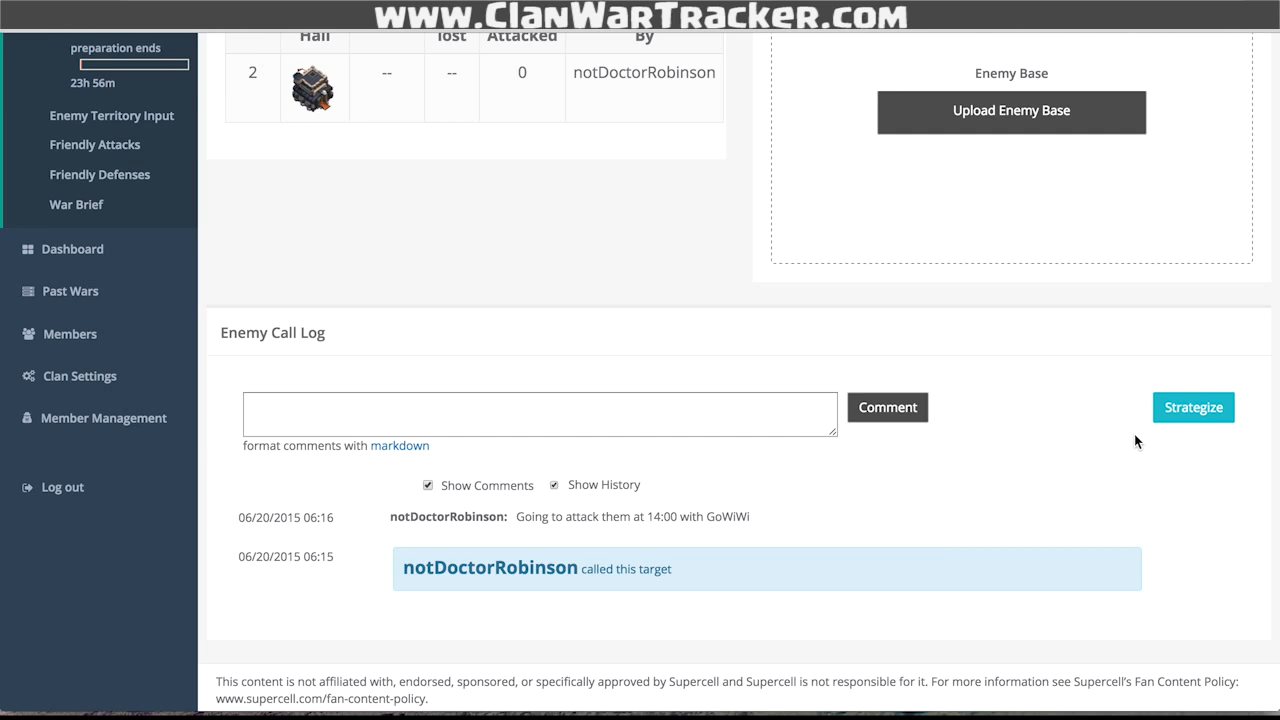 www.ClanWarTracker.com
preparation ends
23h 56m
Enemy Territory Input
Friendly Attacks
Friendly Defenses
War Brief
Dashboard
Past Wars
Members
Clan Settings
Member Management
Log out
Hall lost Attacked By
2 -- -- 0 notDoctorRobinson
Enemy Base
Upload Enemy Base
Enemy Call Log
Comment
Strategize
format comments with markdown
Show Comments Show History
06/20/2015 06:16 notDoctorRobinson: Going to attack them at 14:00 with GoWiWi
06/20/2015 06:15 notDoctorRobinson called this target
This content is not affiliated with, endorsed, sponsored, or specifically approved by Supercell and Supercell is not responsible for it. For more information see Supercell's Fan Content Policy:
www.supercell.com/fan-content-policy.